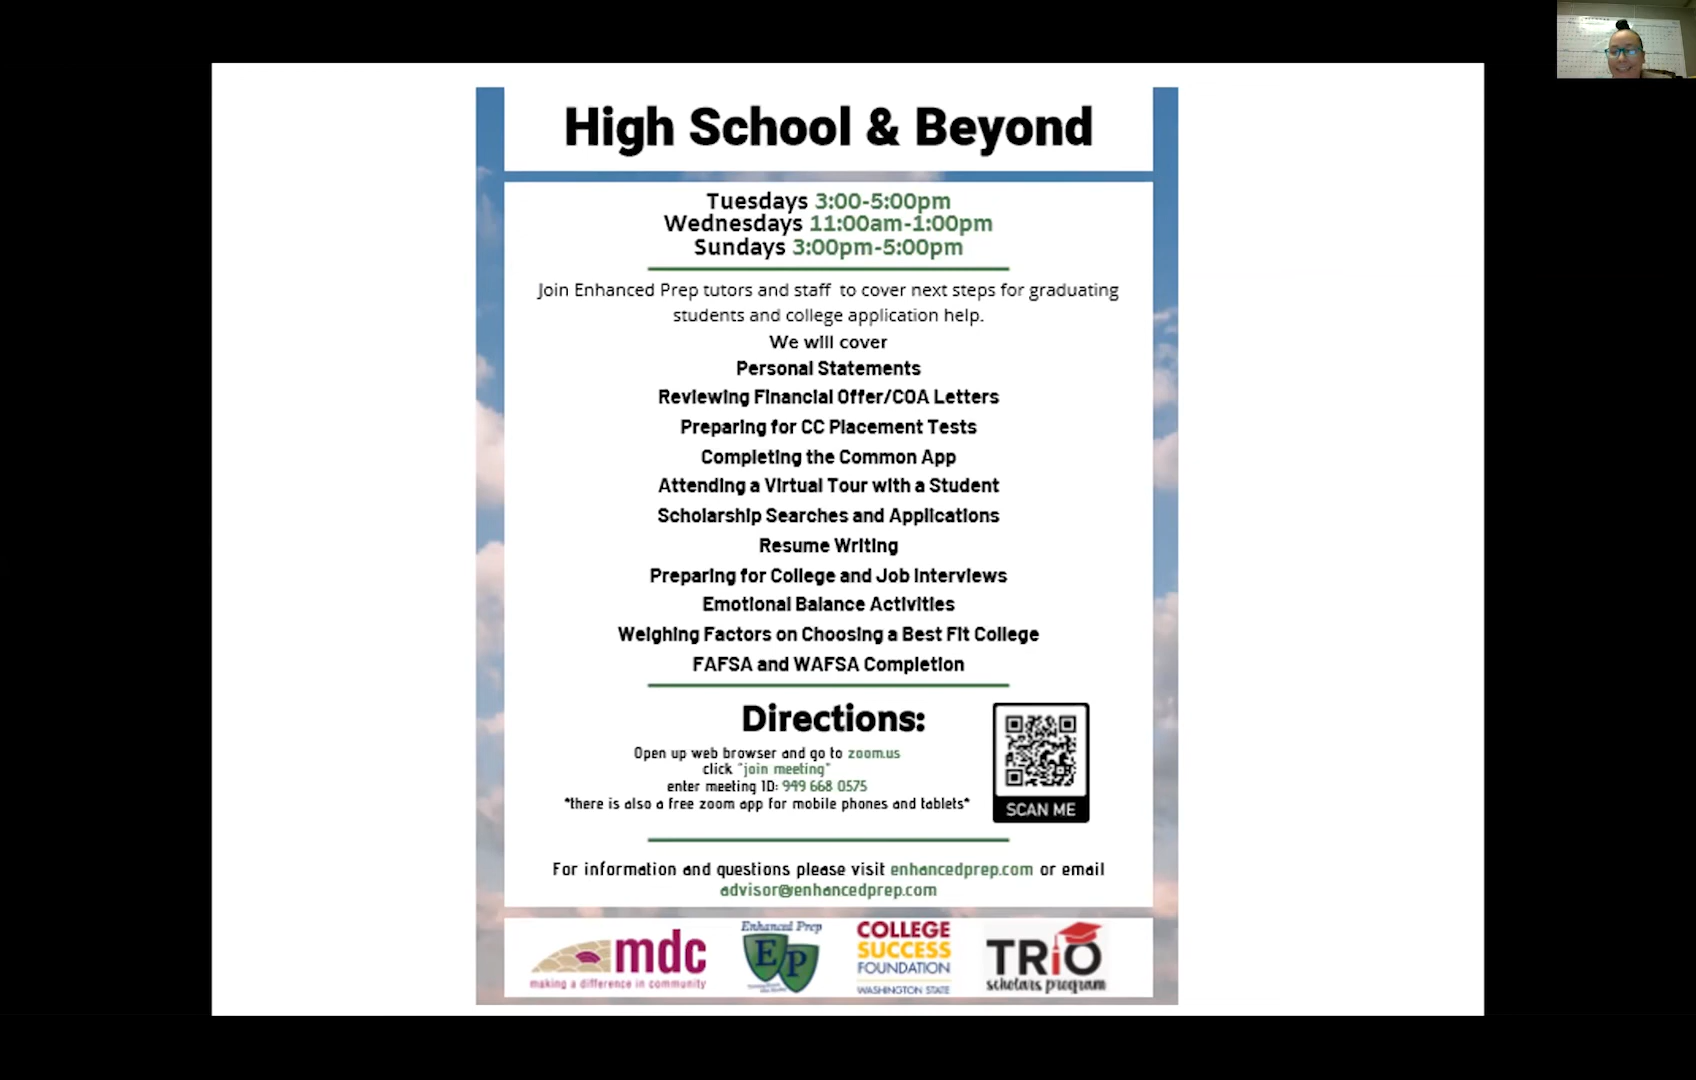 High School & Beyond
Tuesdays 3:00-5:00pm
Wednesdays 11:00am-1:00pm
Sundays 3:00pm-5:00pm
Join Enhanced Prep tutors and staff to cover next steps for graduating
students and college application help.
We will cover
Personal Statements
Reviewing Financial Offer/COA Letters
Preparing for CC Placement Tests
Completing the Common App
Attending a Virtual Tour with a Student
Scholarship Searches and Applications
Resume Writing
Preparing for College and Job Interviews
Emotional Balance Activities
Weighing Factors on Choosing a Best Fit College
FAFSA and WAFSA Completion
Directions:
Open up web browser and go to zoom.us
click "join meeting"
enter meeting ID: 949 668 0575
*there is also a free zoom app for mobile phones and tablets*
SCAN ME
For information and questions please visit enhancedprep.com or email
advisor@enhancedprep.com
mdc
making a difference in community
Enhanced Prep
EP
COLLEGE
SUCCESS
FOUNDATION
WASHINGTON STATE
TRiO
scholars program